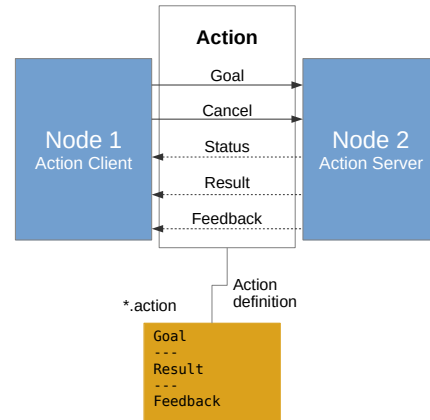 Action
Goal
Cancel
Status
Result
Feedback
Node 1
Action Client
Node 2
Action Server
Action
definition
*.action
Goal
---
Result
---
Feedback